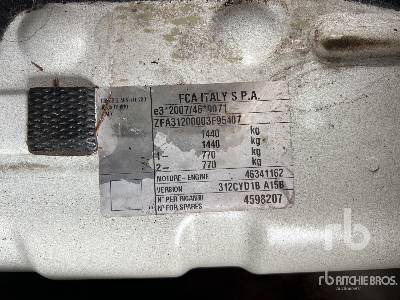 FCA ITALY S.P.A.
e3*2007/46*0071
ZFA31200003F95407
1440 kg
1440 kg
1- 770 kg
2- 770 kg
MOTORE-ENGINE 46341162
VERSION 312CYD1B A15B
N° PER RICAMBI
N° FOR SPARES 4598207
rb
RITCHIE BROS.
Auctioneers